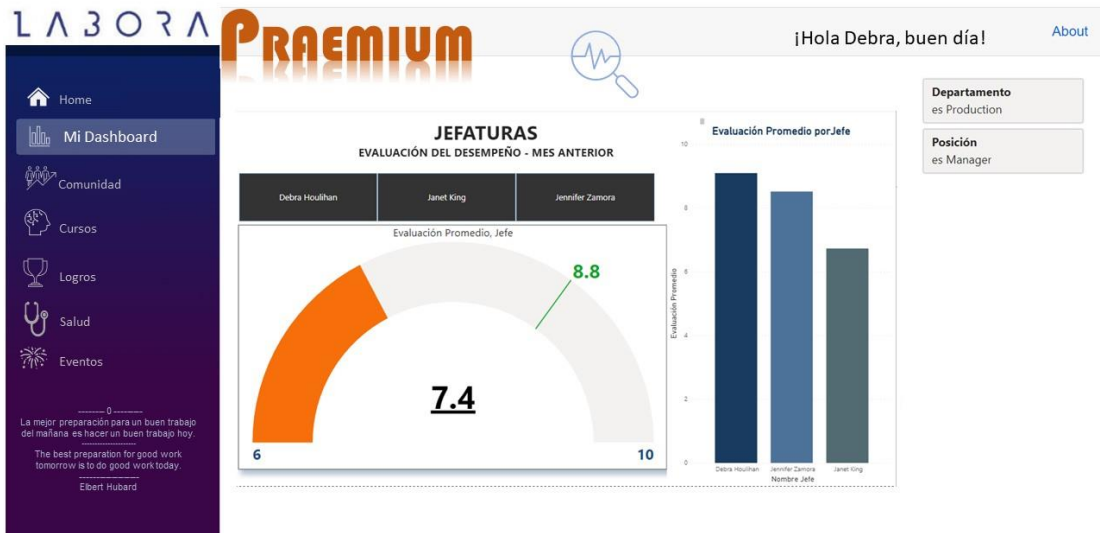 LABORA
PRAEMIUM
¡Hola Debra, buen día!
About
Home
Mi Dashboard
Comunidad
Cursos
Logros
Salud
Eventos
-------- 0 --------
La mejor preparación para un buen trabajo
del mañana es hacer un buen trabajo hoy.
--------------------
The best preparation for good work
tomorrow is to do good work today.
--------------------
Elbert Hubard
JEFATURAS
EVALUACIÓN DEL DESEMPEÑO - MES ANTERIOR
Debra Houlihan
Janet King
Jennifer Zamora
Evaluación Promedio, Jefe
8.8
7.4
6
10
Evaluación Promedio porJefe
10
8
6
4
2
0
Evaluación Promedio
Debra Houlihan
Jennifer Zamora
Janet King
Nombre Jefe
Departamento
es Production
Posición
es Manager